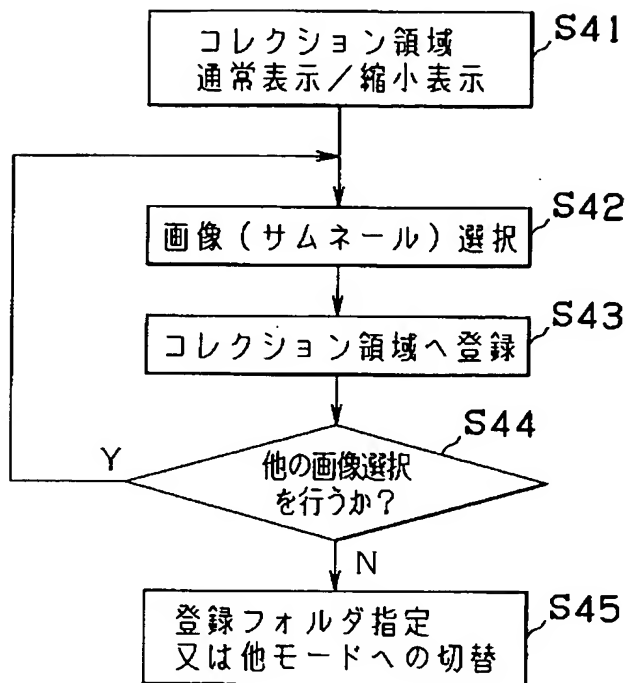 コレクション領域
通常表示／縮小表示
S41
画像（サムネール）選択
S42
コレクション領域へ登録
S43
他の画像選択
を行うか？
S44
Y
N
登録フォルダ指定
又は他モードへの切替
S45